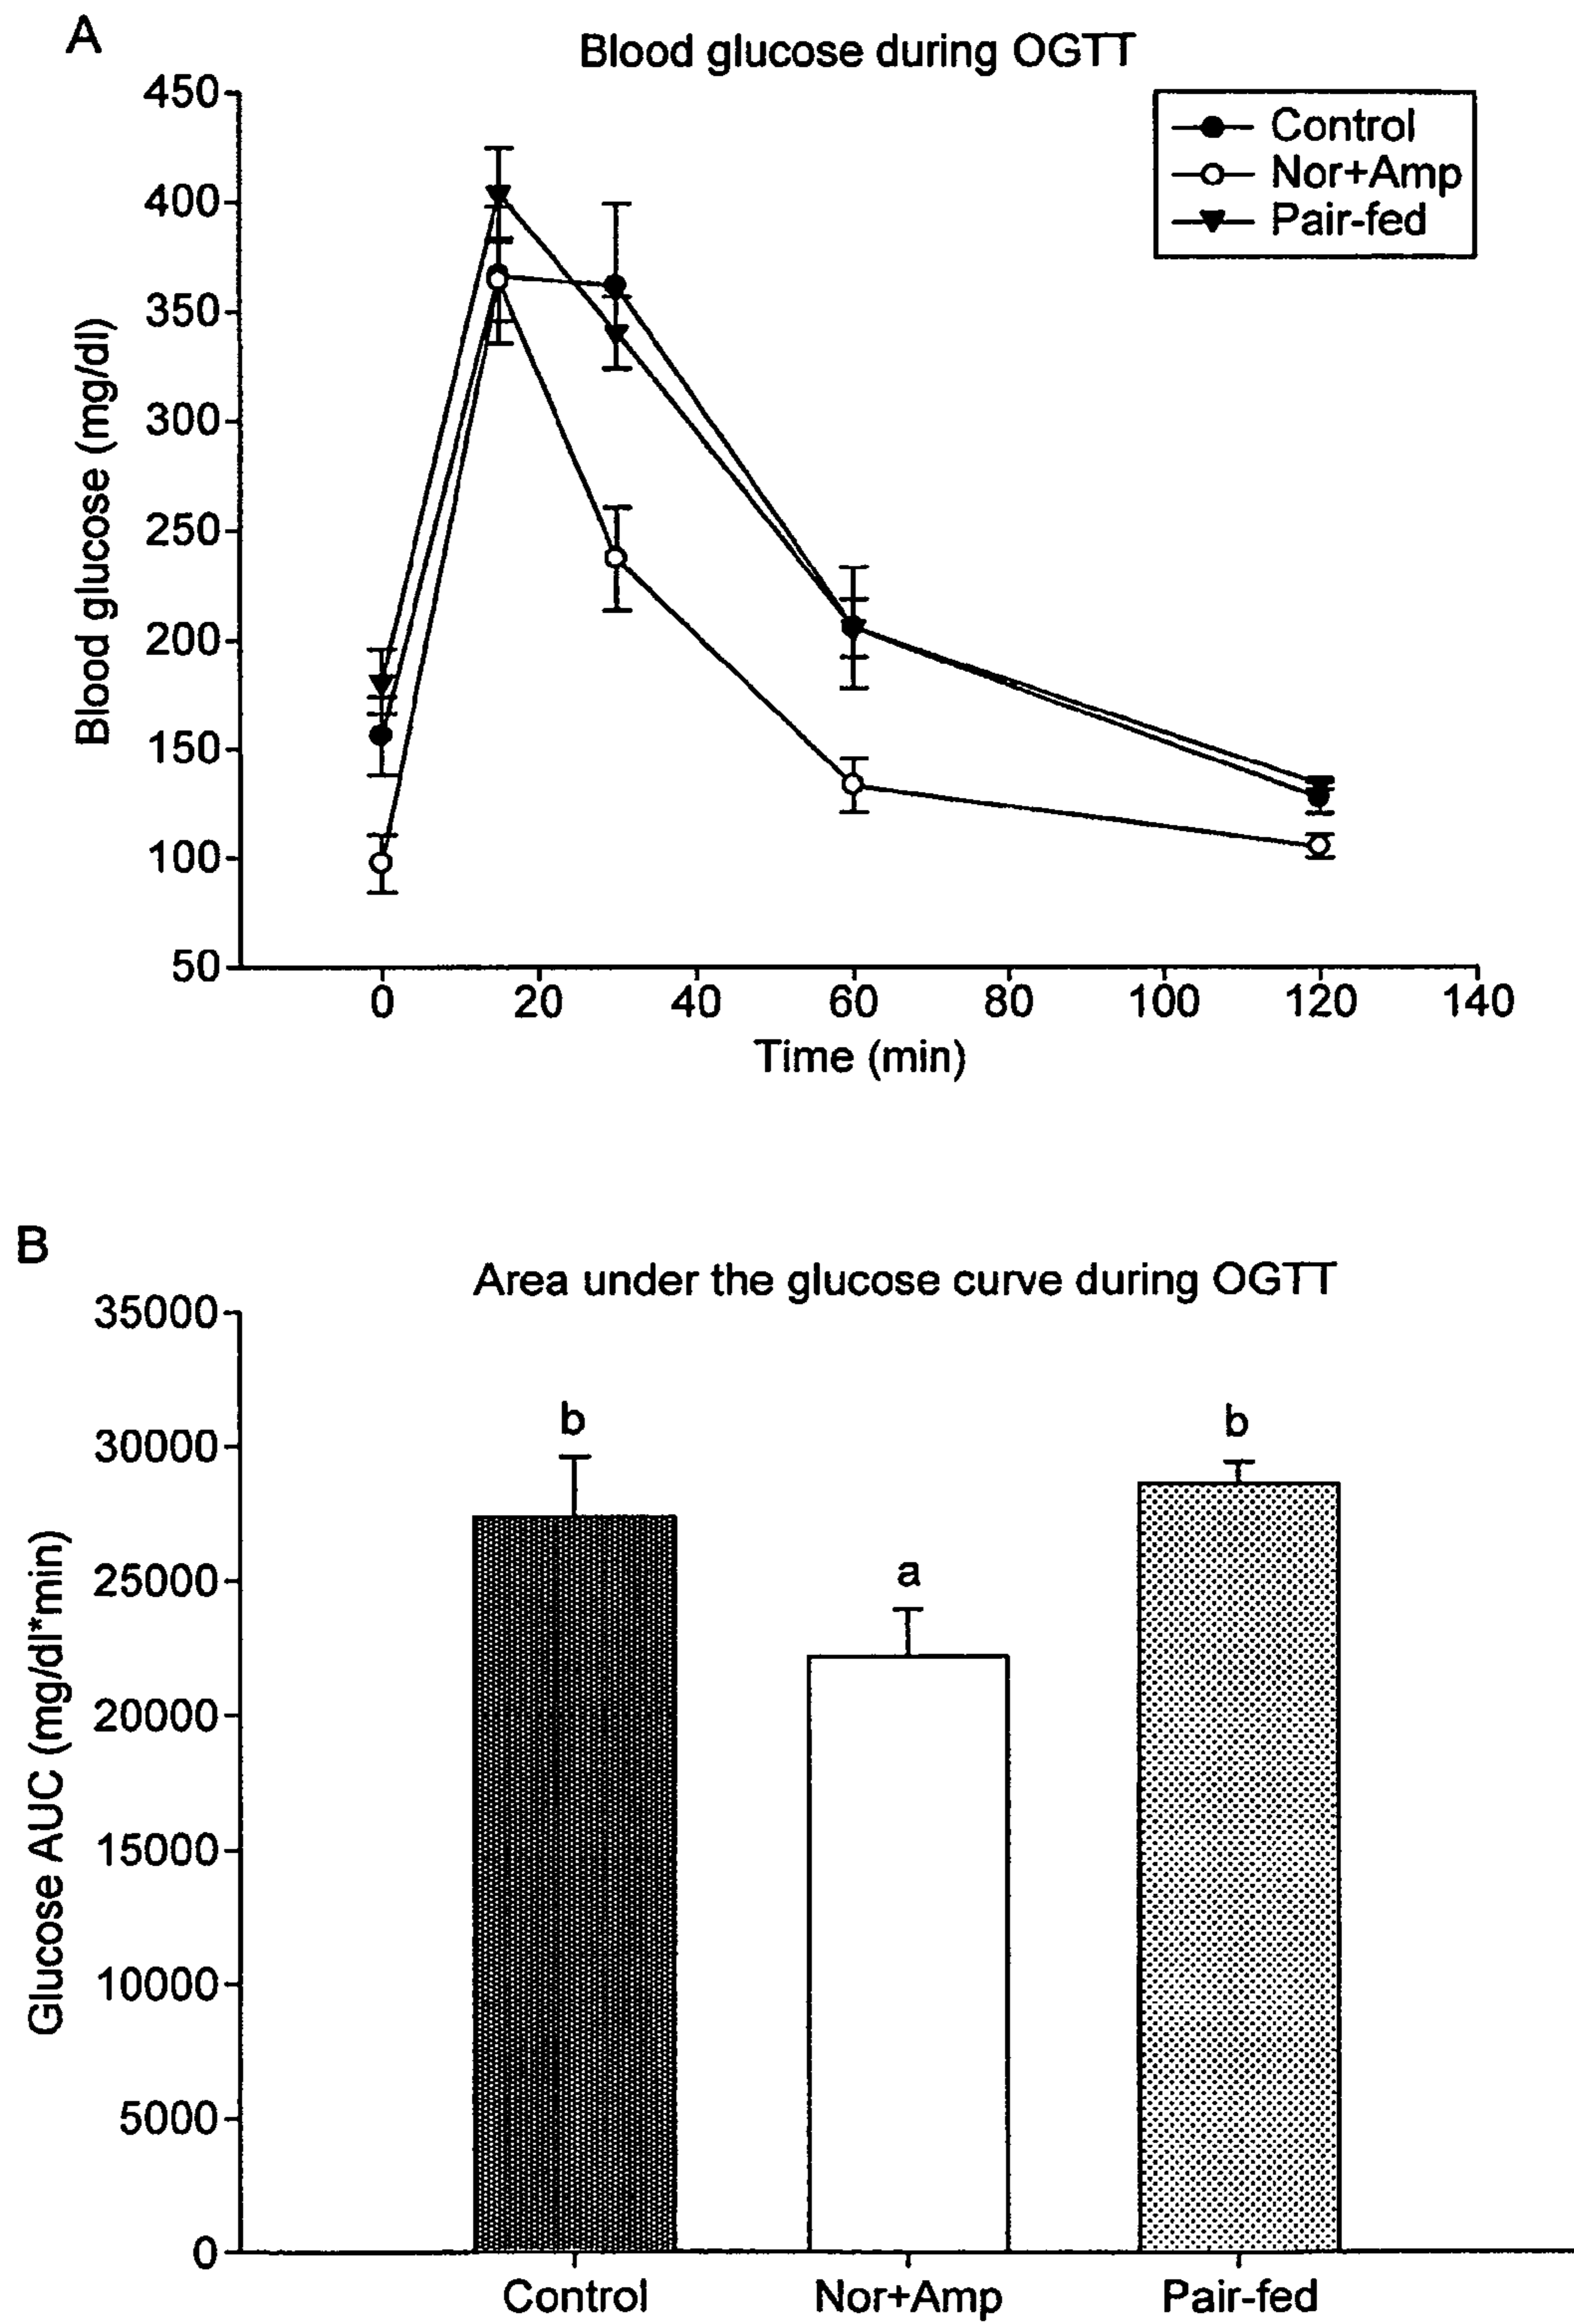 A
Blood glucose during OGTT
450
400
350
300
250
200
150
100
50
Blood glucose (mg/dl)
Control
Nor+Amp
Pair-fed
0 20 40 60 80 100 120 140
Time (min)
B
Area under the glucose curve during OGTT
35000
30000
25000
20000
15000
10000
5000
0
Glucose AUC (mg/dl*min)
b
a
b
Control Nor+Amp Pair-fed